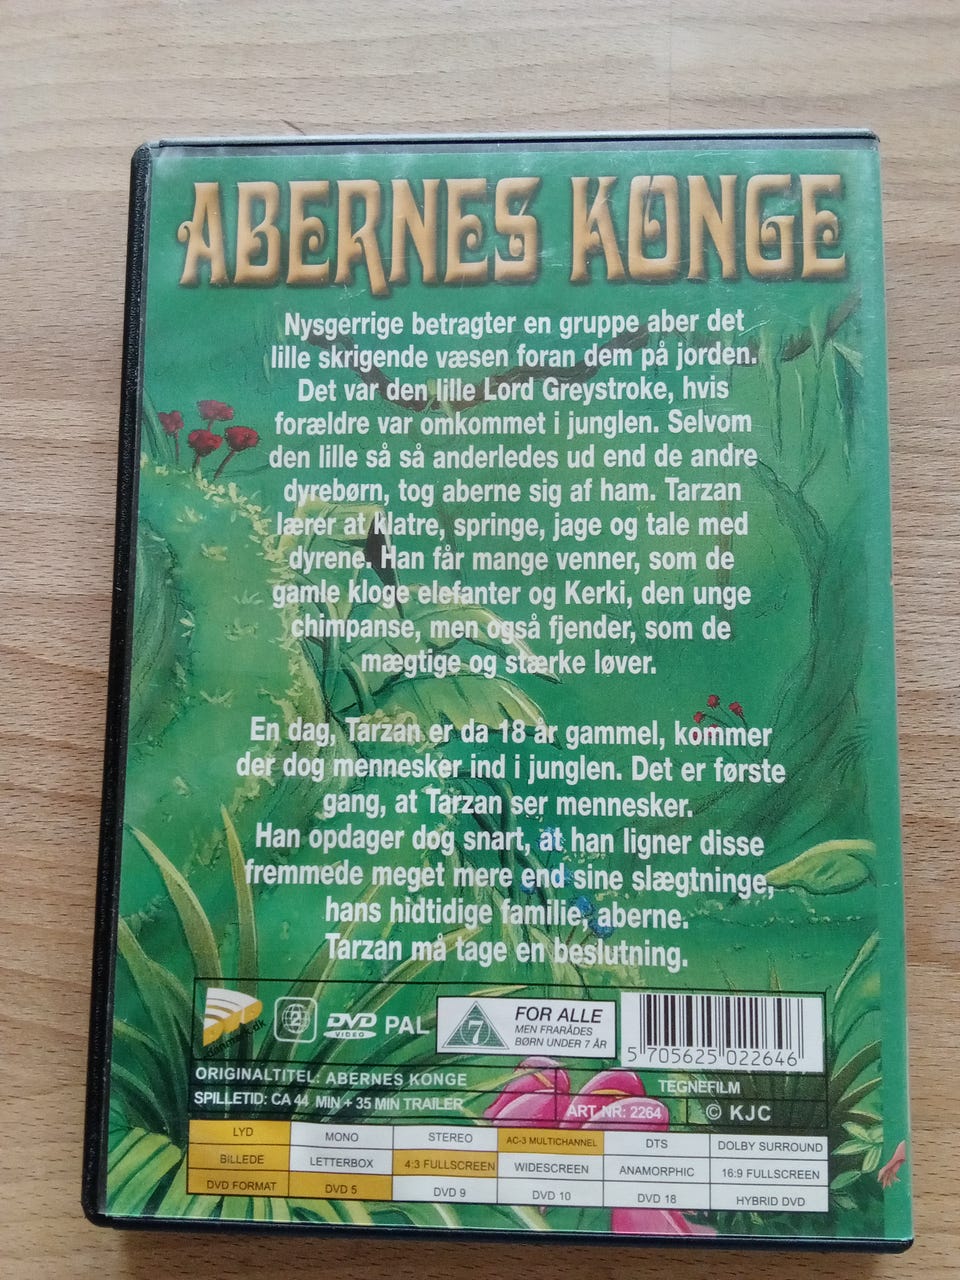 ABERNES KONGE
Nysgerrige betragter en gruppe aber det
lille skrigende væsen foran dem på jorden.
Det var den lille Lord Greystroke, hvis
forældre var omkommet i junglen. Selvom
den lille så så anderledes ud end de andre
dyrebørn, tog aberne sig af ham. Tarzan
lærer at klatre, springe, jage og tale med
dyrene. Han får mange venner, som de
gamle kloge elefanter og Kerki, den unge
chimpanse, men også fjender, som de
mægtige og stærke løver.
En dag, Tarzan er da 18 år gammel, kommer
der dog mennesker ind i junglen. Det er første
gang, at Tarzan ser mennesker.
Han opdager dog snart, at han ligner disse
fremmede meget mere end sine slægtninge,
hans hidtidige familie, aberne.
Tarzan må tage en beslutning.
DVD
denmark.dk
2
DVD
VIDEO
PAL
7
FOR ALLE
MEN FRARÅDES
BØRN UNDER 7 ÅR
5 705625 022646
ORIGINALTITEL: ABERNES KONGE
TEGNEFILM
SPILLETID: CA 44 MIN + 35 MIN TRAILER
ART NR: 2264
© KJC
LYD MONO STEREO AC-3 MULTICHANNEL DTS DOLBY SURROUND
BILLEDE LETTERBOX 4:3 FULLSCREEN WIDESCREEN ANAMORPHIC 16:9 FULLSCREEN
DVD FORMAT DVD 5 DVD 9 DVD 10 DVD 18 HYBRID DVD